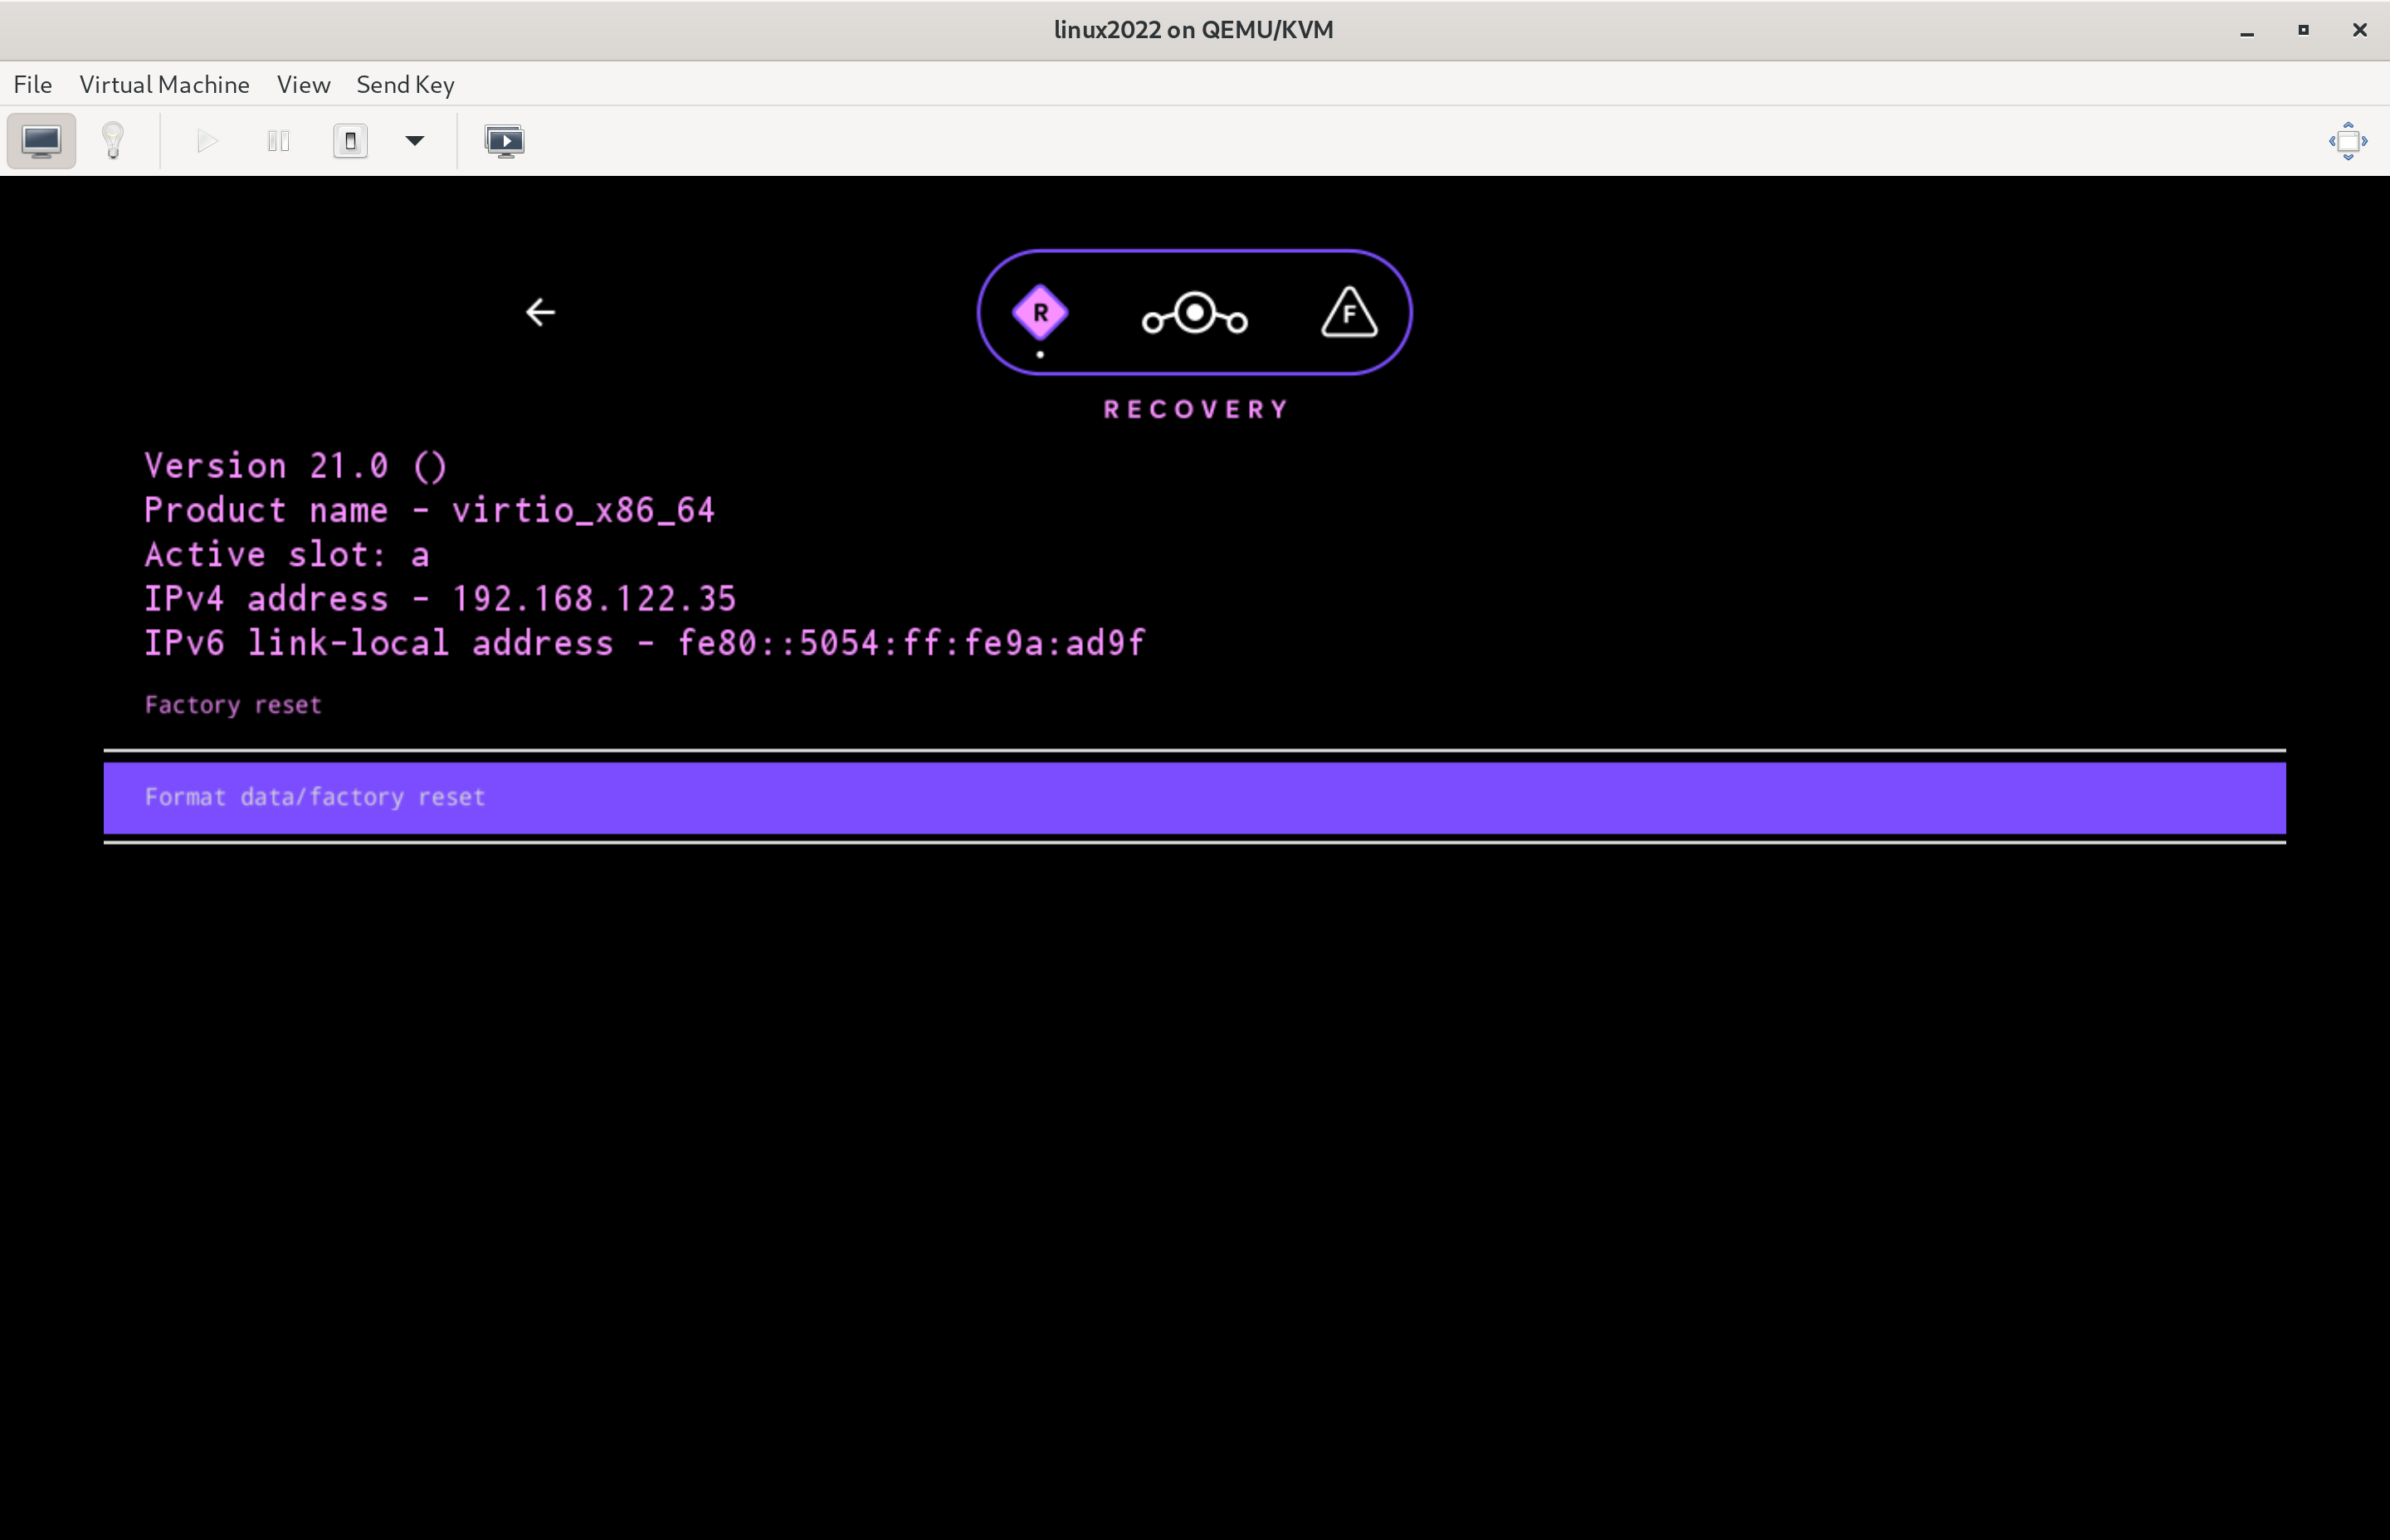 linux2022 on QEMU/KVM
File Virtual Machine View Send Key
R F
RECOVERY
Version 21.0 ()
Product name - virtio_x86_64
Active slot: a
IPv4 address - 192.168.122.35
IPv6 link-local address - fe80::5054:ff:fe9a:ad9f
Factory reset
Format data/factory reset